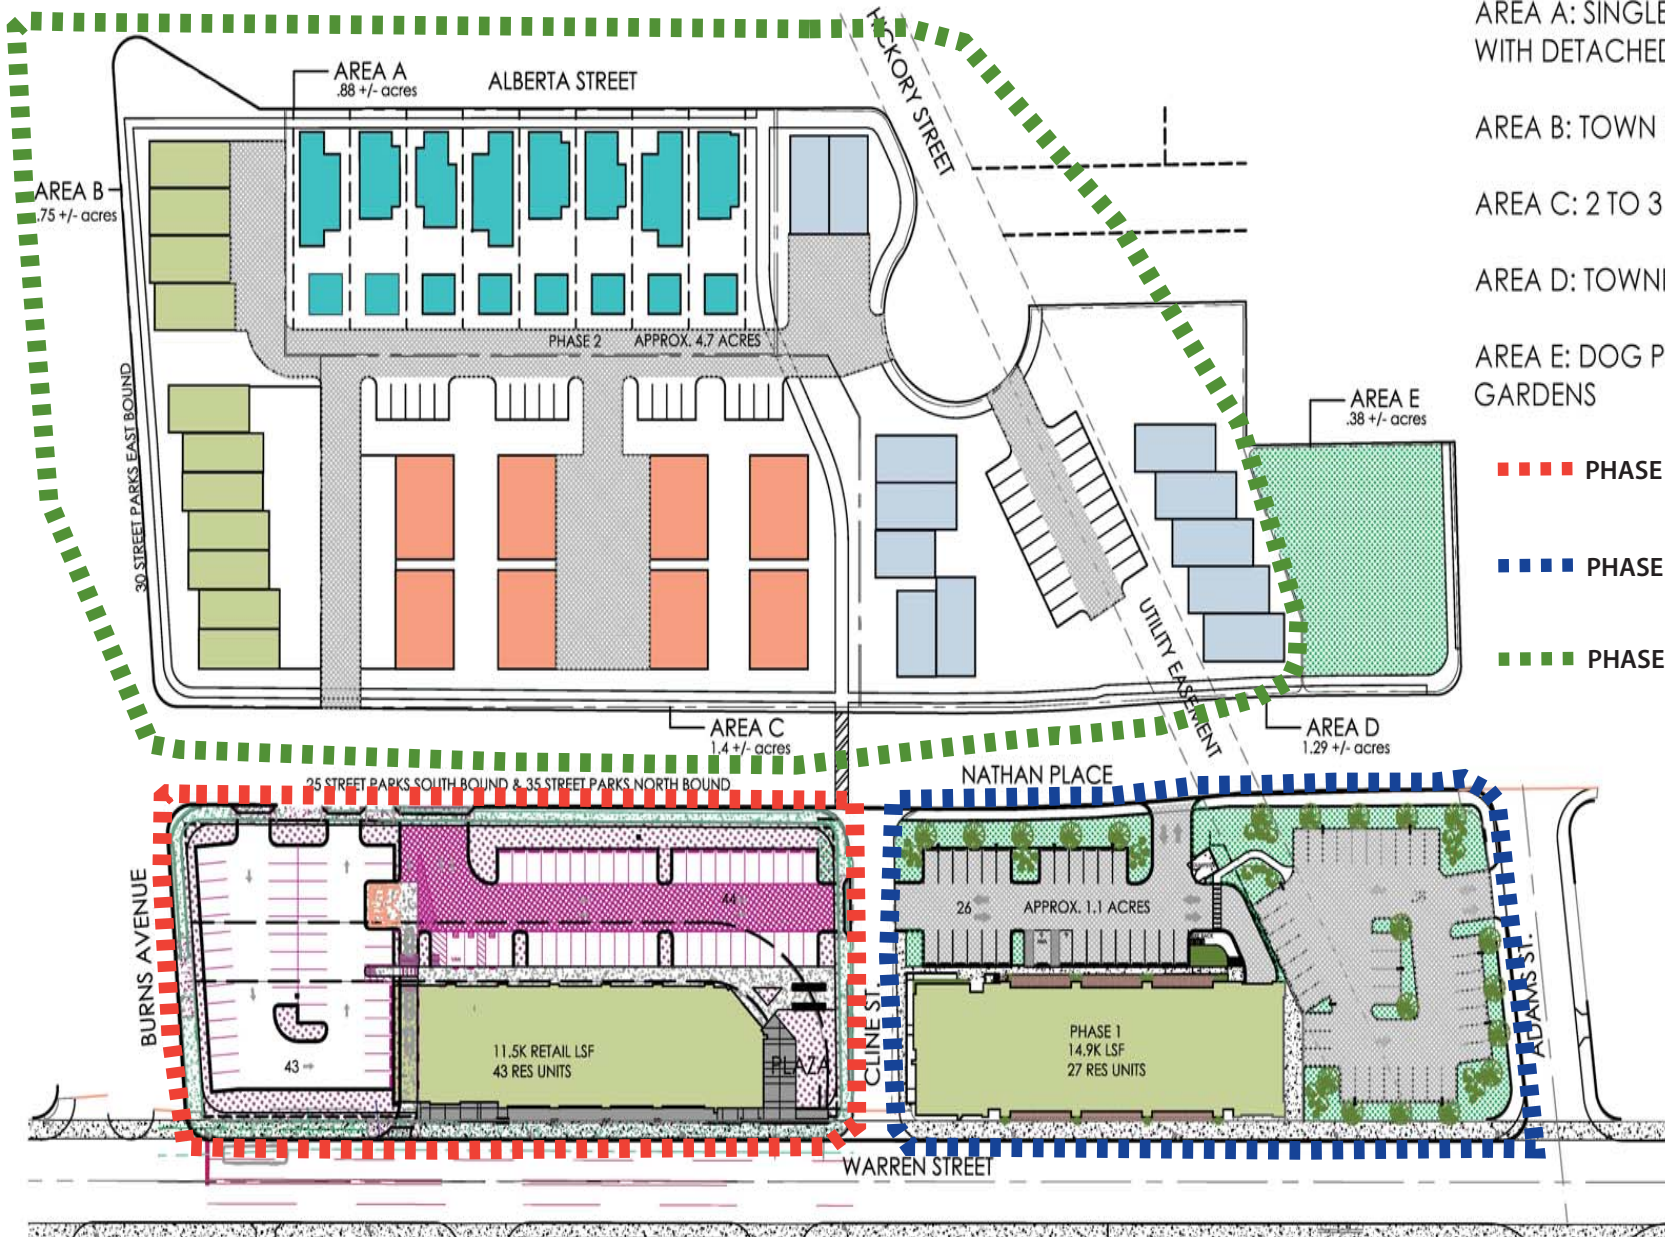 AREA A: SINGLE
WITH DETACHED
AREA B: TOWN
AREA C: 2 TO 3
AREA D: TOWN
AREA E: DOG P
GARDENS
PHASE
PHASE
PHASE
HICKORY STREET
AREA A
.88 +/- acres
ALBERTA STREET
AREA B
.75 +/- acres
PHASE 2 APPROX. 4.7 ACRES
30 STREET PARKS EAST BOUND
AREA E
.38 +/- acres
UTILITY EASEMENT
AREA C
1.4 +/- acres
AREA D
1.29 +/- acres
25 STREET PARKS SOUTH BOUND & 35 STREET PARKS NORTH BOUND
NATHAN PLACE
BURNS AVENUE
44
43
11.5K RETAIL LSF
43 RES UNITS
PLAZA
CLINE ST.
26
APPROX. 1.1 ACRES
PHASE 1
14.9K LSF
27 RES UNITS
ADAMS ST.
WARREN STREET